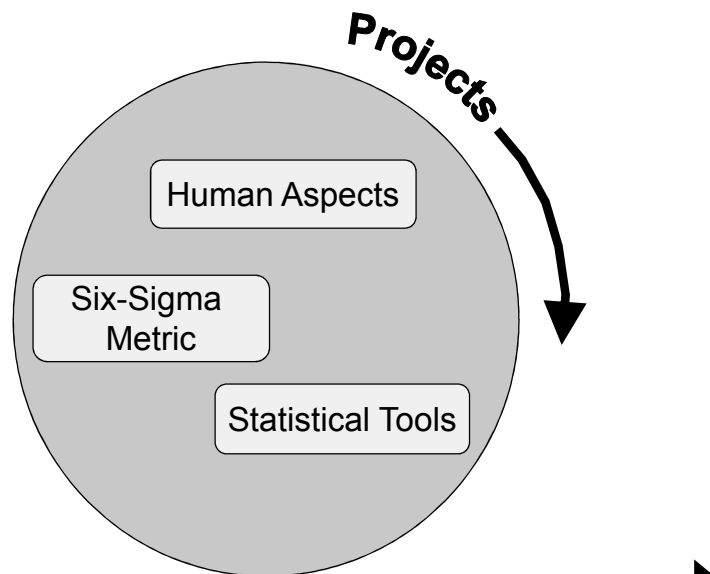 Projects
Human Aspects
Six-Sigma
Metric
Statistical Tools